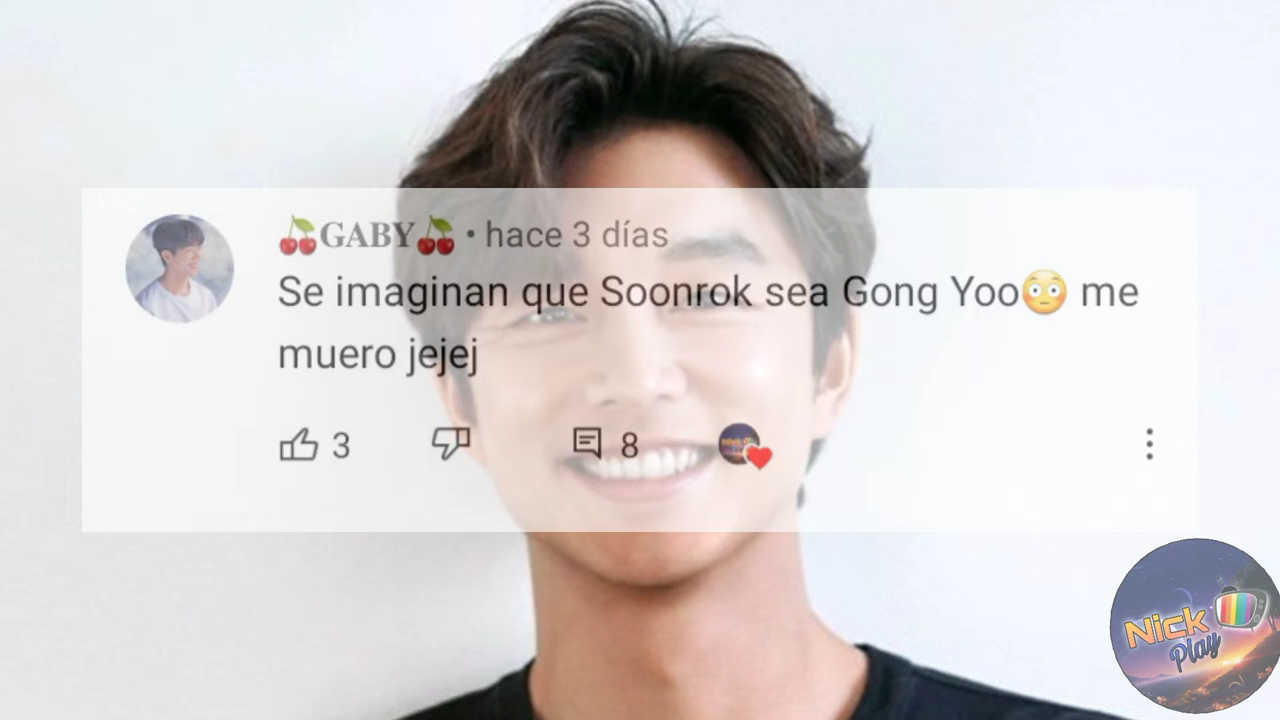 🍒GABY🍒 • hace 3 días
Se imaginan que Soonrok sea Gong Yoo😳 me
muero jejej
3
8
Nick
Play